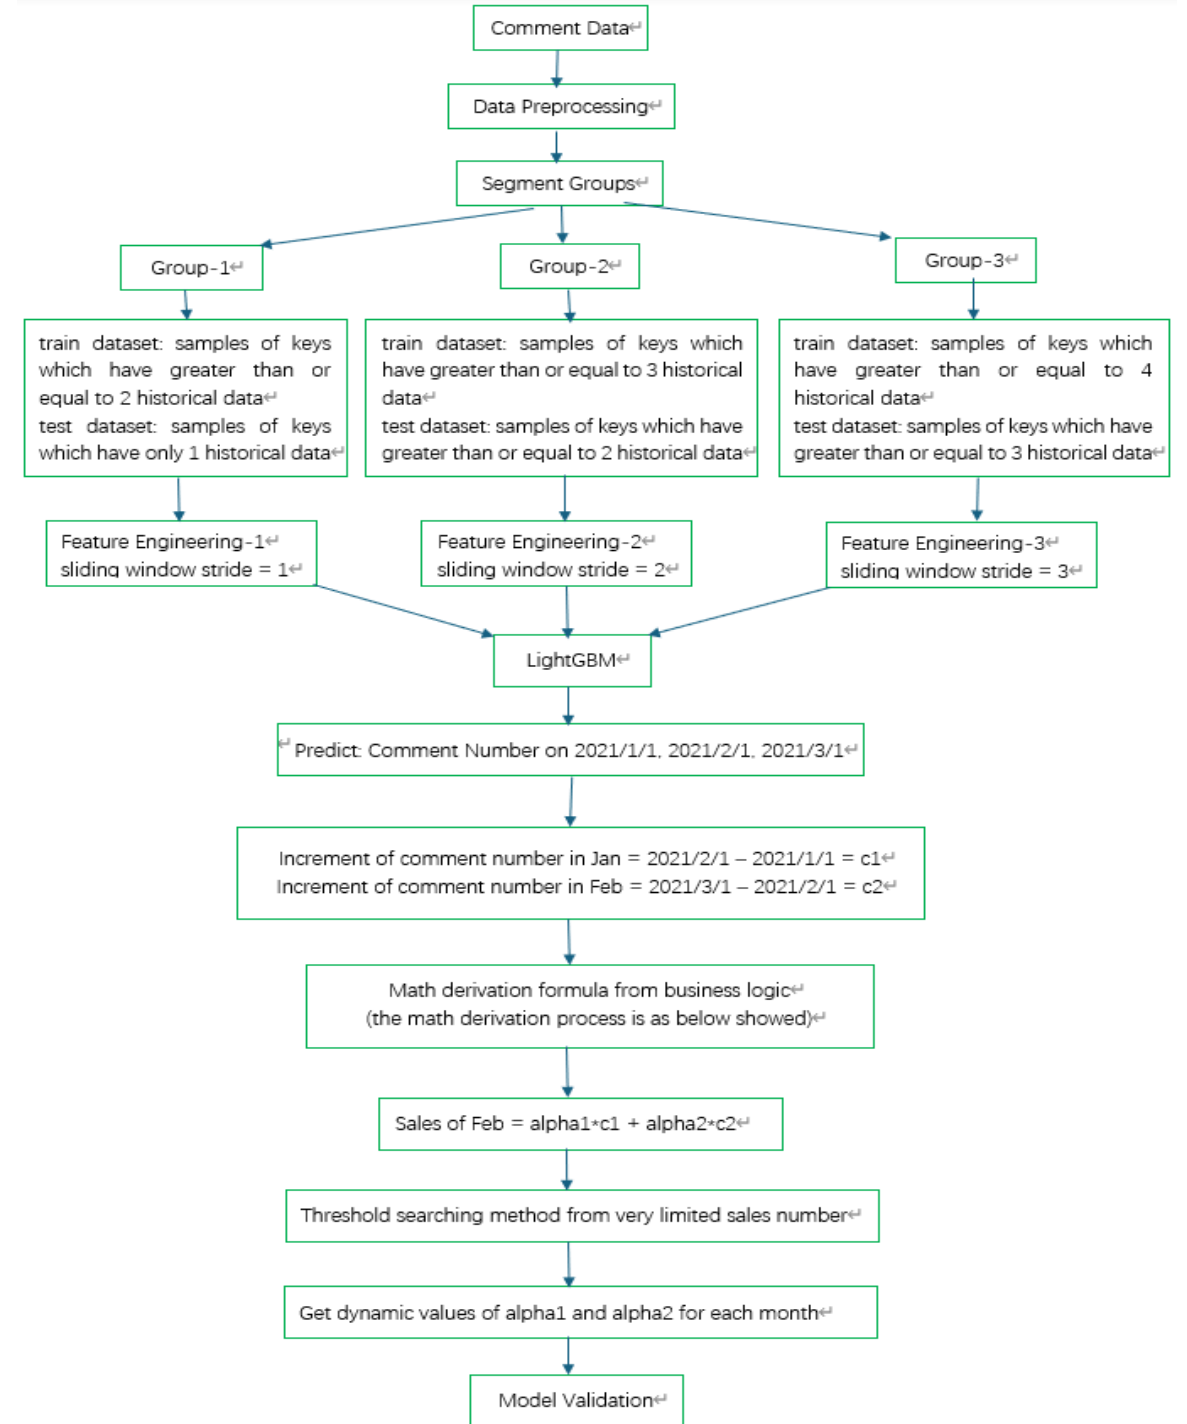 Comment Data↵
Data Preprocessing↵
Segment Groups↵
Group-1↵
Group-2↵
Group-3↵
train dataset: samples of keys
which have greater than or
equal to 2 historical data↵
test dataset: samples of keys
which have only 1 historical data↵
train dataset: samples of keys which
have greater than or equal to 3 historical
data↵
test dataset: samples of keys which have
greater than or equal to 2 historical data↵
train dataset: samples of keys which
have greater than or equal to 4
historical data↵
test dataset: samples of keys which have
greater than or equal to 3 historical data↵
Feature Engineering-1↵
sliding window stride = 1↵
Feature Engineering-2↵
sliding window stride = 2↵
Feature Engineering-3↵
sliding window stride = 3↵
LightGBM↵
↵ Predict: Comment Number on 2021/1/1, 2021/2/1, 2021/3/1↵
Increment of comment number in Jan = 2021/2/1 – 2021/1/1 = c1↵
Increment of comment number in Feb = 2021/3/1 – 2021/2/1 = c2↵
Math derivation formula from business logic↵
(the math derivation process is as below showed)↵
Sales of Feb = alpha1*c1 + alpha2*c2↵
Threshold searching method from very limited sales number↵
Get dynamic values of alpha1 and alpha2 for each month↵
Model Validation↵